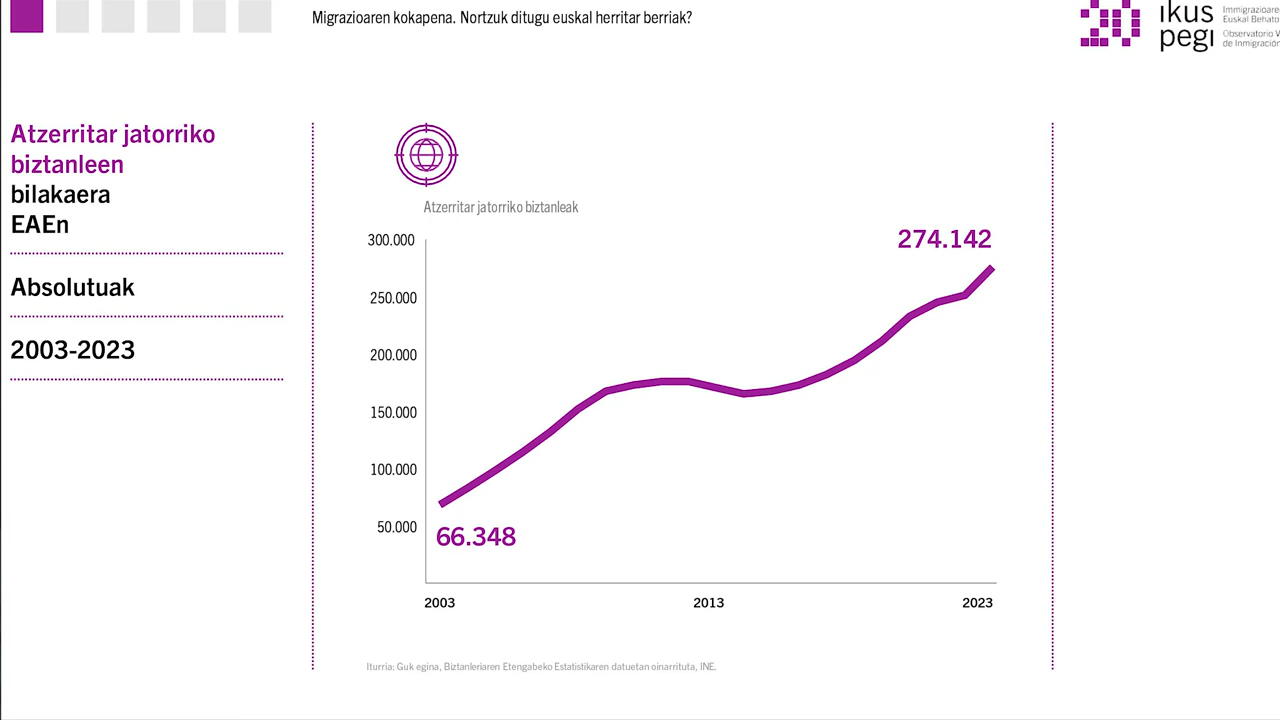 Migrazioaren kokapena. Nortzuk ditugu euskal herritar berriak?
20
ikus
pegi
Immigrazioare
Euskal Behato
Observatorio V
de Inmigración
Atzerritar jatorriko
biztanleen
bilakaera
EAEn
Absolutuak
2003-2023
Atzerritar jatorriko biztanleak
300.000
250.000
200.000
150.000
100.000
50.000
274.142
66.348
2003
2013
2023
Iturria: Guk egina, Biztanleriaren Etengabeko Estatistikaren datuetan oinarrituta, INE.